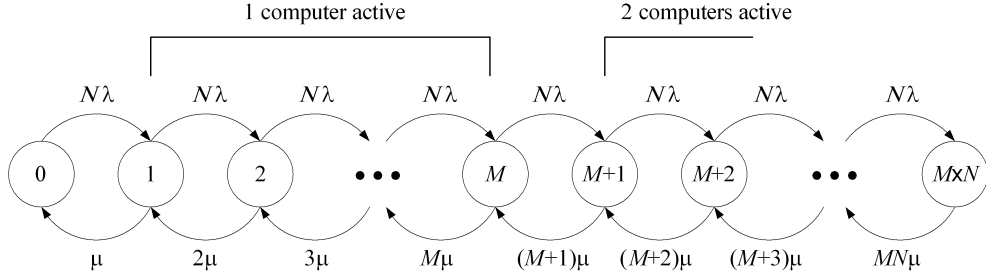 1 computer active 2 computers active
Nλ Nλ Nλ Nλ Nλ Nλ Nλ Nλ
0 1 2 ••• M M+1 M+2 ••• M×N
μ 2μ 3μ Mμ (M+1)μ (M+2)μ (M+3)μ MNμ